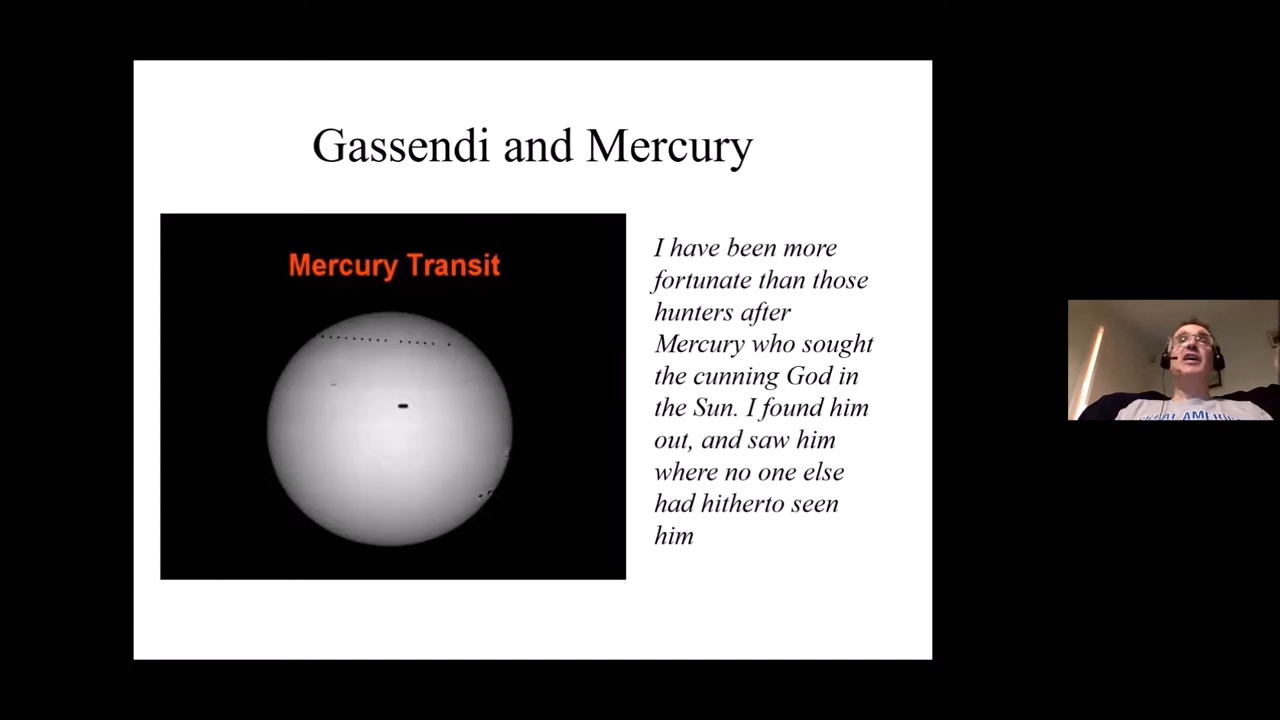 Gassendi and Mercury
Mercury Transit
I have been more
fortunate than those
hunters after
Mercury who sought
the cunning God in
the Sun. I found him
out, and saw him
where no one else
had hitherto seen
him